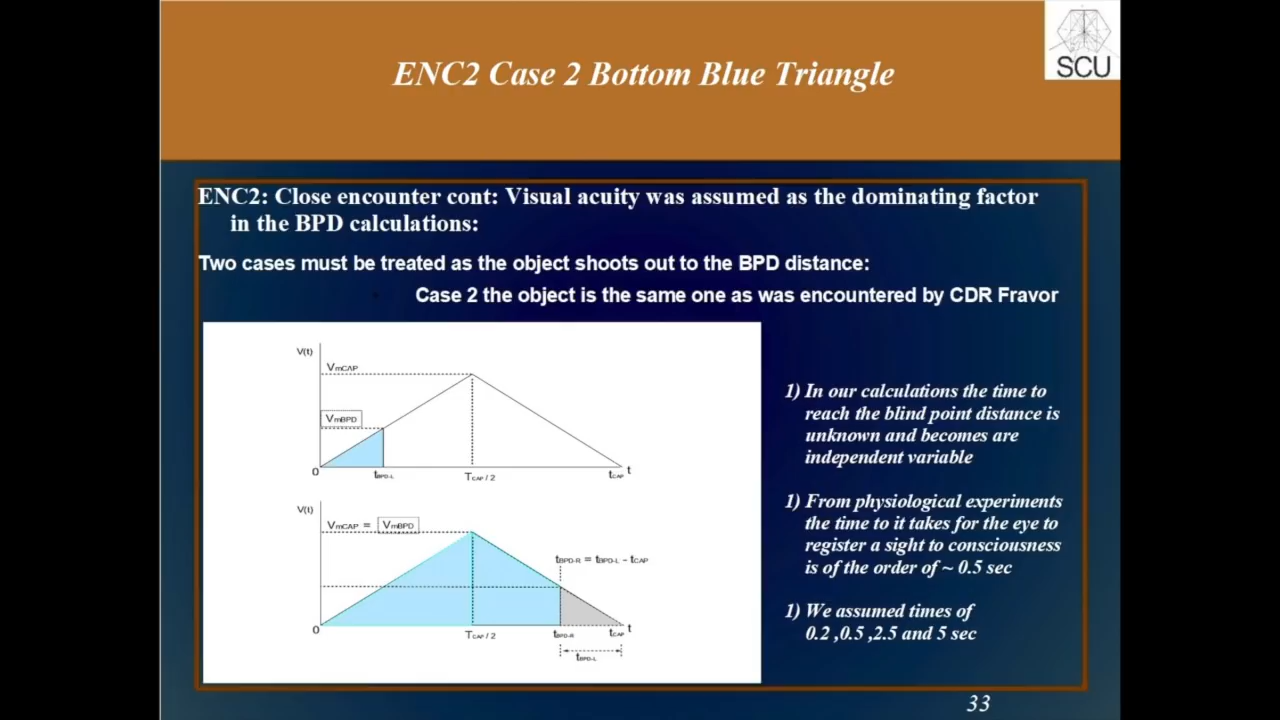 SCU
ENC2 Case 2 Bottom Blue Triangle
ENC2: Close encounter cont: Visual acuity was assumed as the dominating factor
in the BPD calculations:
Two cases must be treated as the object shoots out to the BPD distance:
Case 2 the object is the same one as was encountered by CDR Fravor
V(t)
VmCAP
VmBPD
0
tBPD-L
TCAP / 2
tCAP
t
V(t)
VmCAP = VmBPD
tBPD-R = tBPD-L - tCAP
0
TCAP / 2
tBPD-R
tCAP
t
tBPD-L
1) In our calculations the time to
reach the blind point distance is
unknown and becomes are
independent variable
1) From physiological experiments
the time to it takes for the eye to
register a sight to consciousness
is of the order of ~ 0.5 sec
1) We assumed times of
0.2 ,0.5 ,2.5 and 5 sec
33